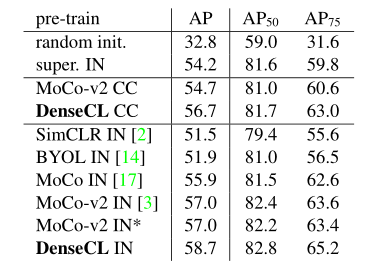 pre-train AP AP50 AP75
random init. 32.8 59.0 31.6
super. IN 54.2 81.6 59.8
MoCo-v2 CC 54.7 81.0 60.6
DenseCL CC 56.7 81.7 63.0
SimCLR IN [2] 51.5 79.4 55.6
BYOL IN [14] 51.9 81.0 56.5
MoCo IN [17] 55.9 81.5 62.6
MoCo-v2 IN [3] 57.0 82.4 63.6
MoCo-v2 IN* 57.0 82.2 63.4
DenseCL IN 58.7 82.8 65.2